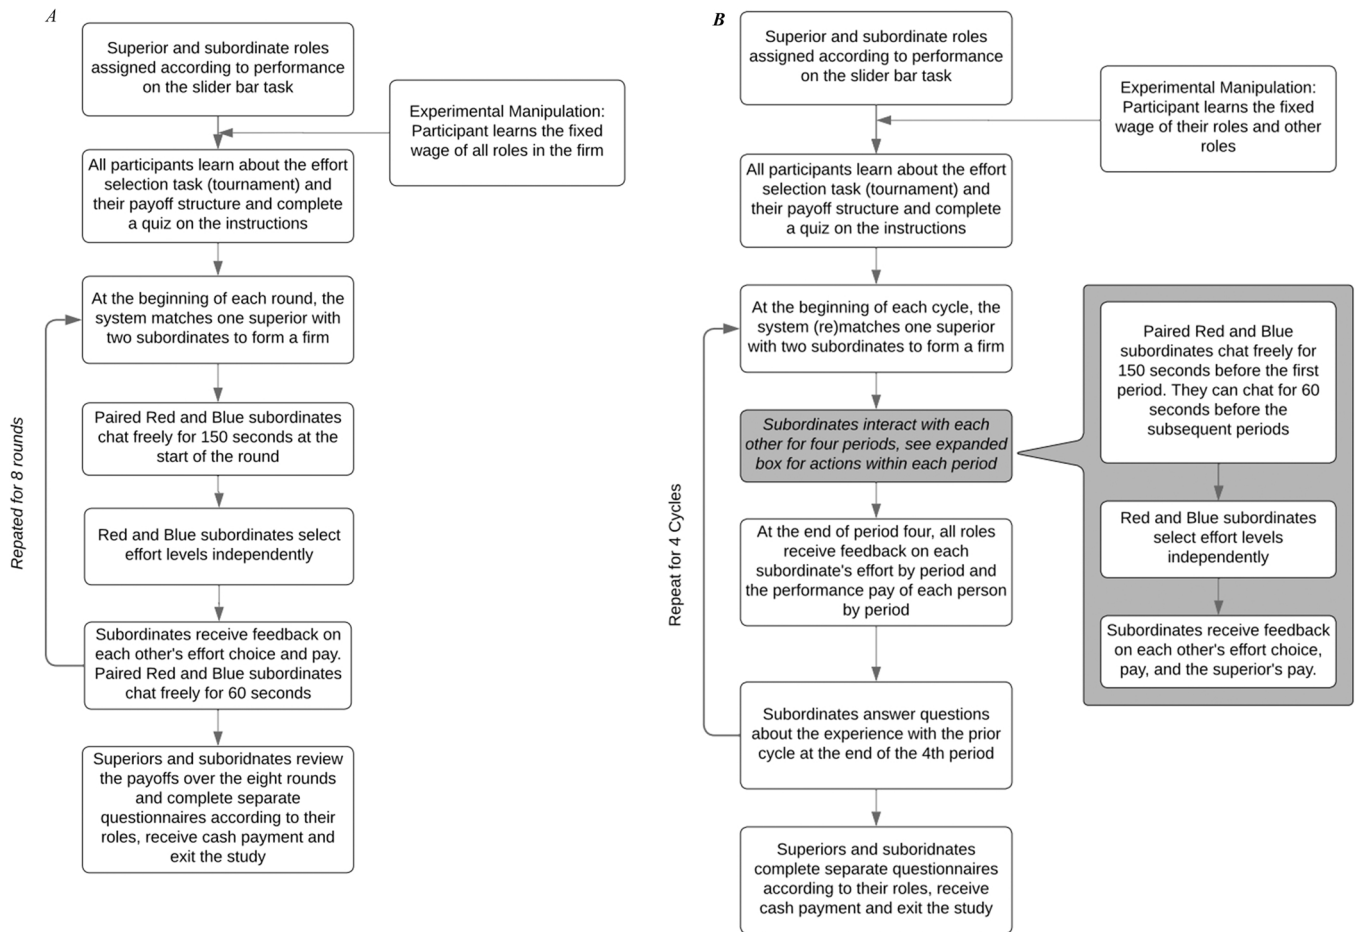 A
Superior and subordinate roles
assigned according to performance
on the slider bar task
Experimental Manipulation:
Participant learns the fixed
wage of all roles in the firm
All participants learn about the effort
selection task (tournament) and
their payoff structure and complete
a quiz on the instructions
At the beginning of each round, the
system matches one superior with
two subordinates to form a firm
Paired Red and Blue subordinates
chat freely for 150 seconds at the
start of the round
Red and Blue subordinates select
effort levels independently
Subordinates receive feedback on
each other's effort choice and pay.
Paired Red and Blue subordinates
chat freely for 60 seconds
Repated for 8 rounds
Superiors and suboridnates review
the payoffs over the eight rounds
and complete separate
questionnaires according to their
roles, receive cash payment and
exit the study
B
Superior and subordinate roles
assigned according to performance
on the slider bar task
Experimental Manipulation:
Participant learns the fixed
wage of their roles and other
roles
All participants learn about the effort
selection task (tournament) and
their payoff structure and complete
a quiz on the instructions
At the beginning of each cycle, the
system (re)matches one superior
with two subordinates to form a firm
Subordinates interact with each
other for four periods, see expanded
box for actions within each period
Paired Red and Blue
subordinates chat freely for
150 seconds before the first
period. They can chat for 60
seconds before the
subsequent periods
Red and Blue subordinates
select effort levels
independently
Subordinates receive feedback
on each other's effort choice,
pay, and the superior's pay.
At the end of period four, all roles
receive feedback on each
subordinate's effort by period and
the performance pay of each person
by period
Repeat for 4 Cycles
Subordinates answer questions
about the experience with the prior
cycle at the end of the 4th period
Superiors and suboridnates
complete separate questionnaires
according to their roles, receive
cash payment and exit the study